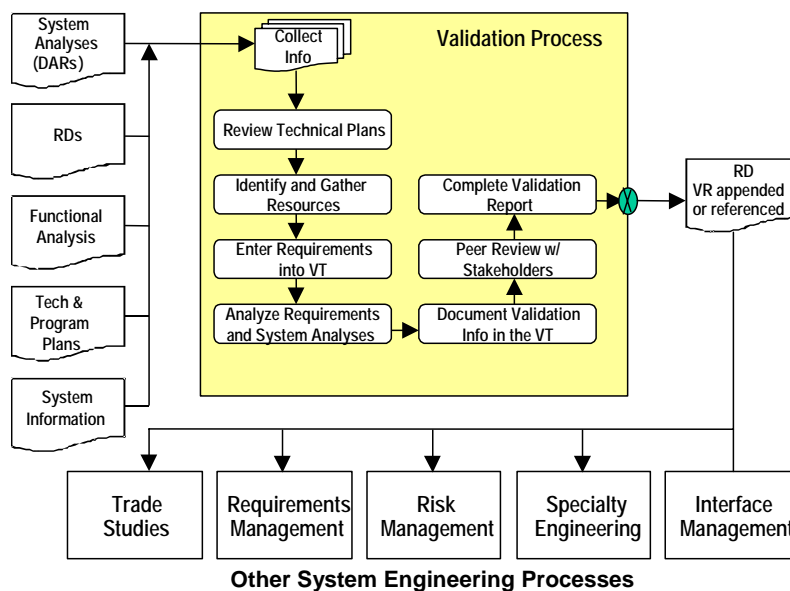 System
Analyses
(DARs)
RDs
Functional
Analysis
Tech &
Program
Plans
System
Information
Validation Process
Collect
Info
Review Technical Plans
Identify and Gather
Resources
Enter Requirements
into VT
Analyze Requirements
and System Analyses
Document Validation
Info in the VT
Peer Review w/
Stakeholders
Complete Validation
Report
X
RD
VR appended
or referenced
Trade
Studies
Requirements
Management
Risk
Management
Specialty
Engineering
Interface
Management
Other System Engineering Processes